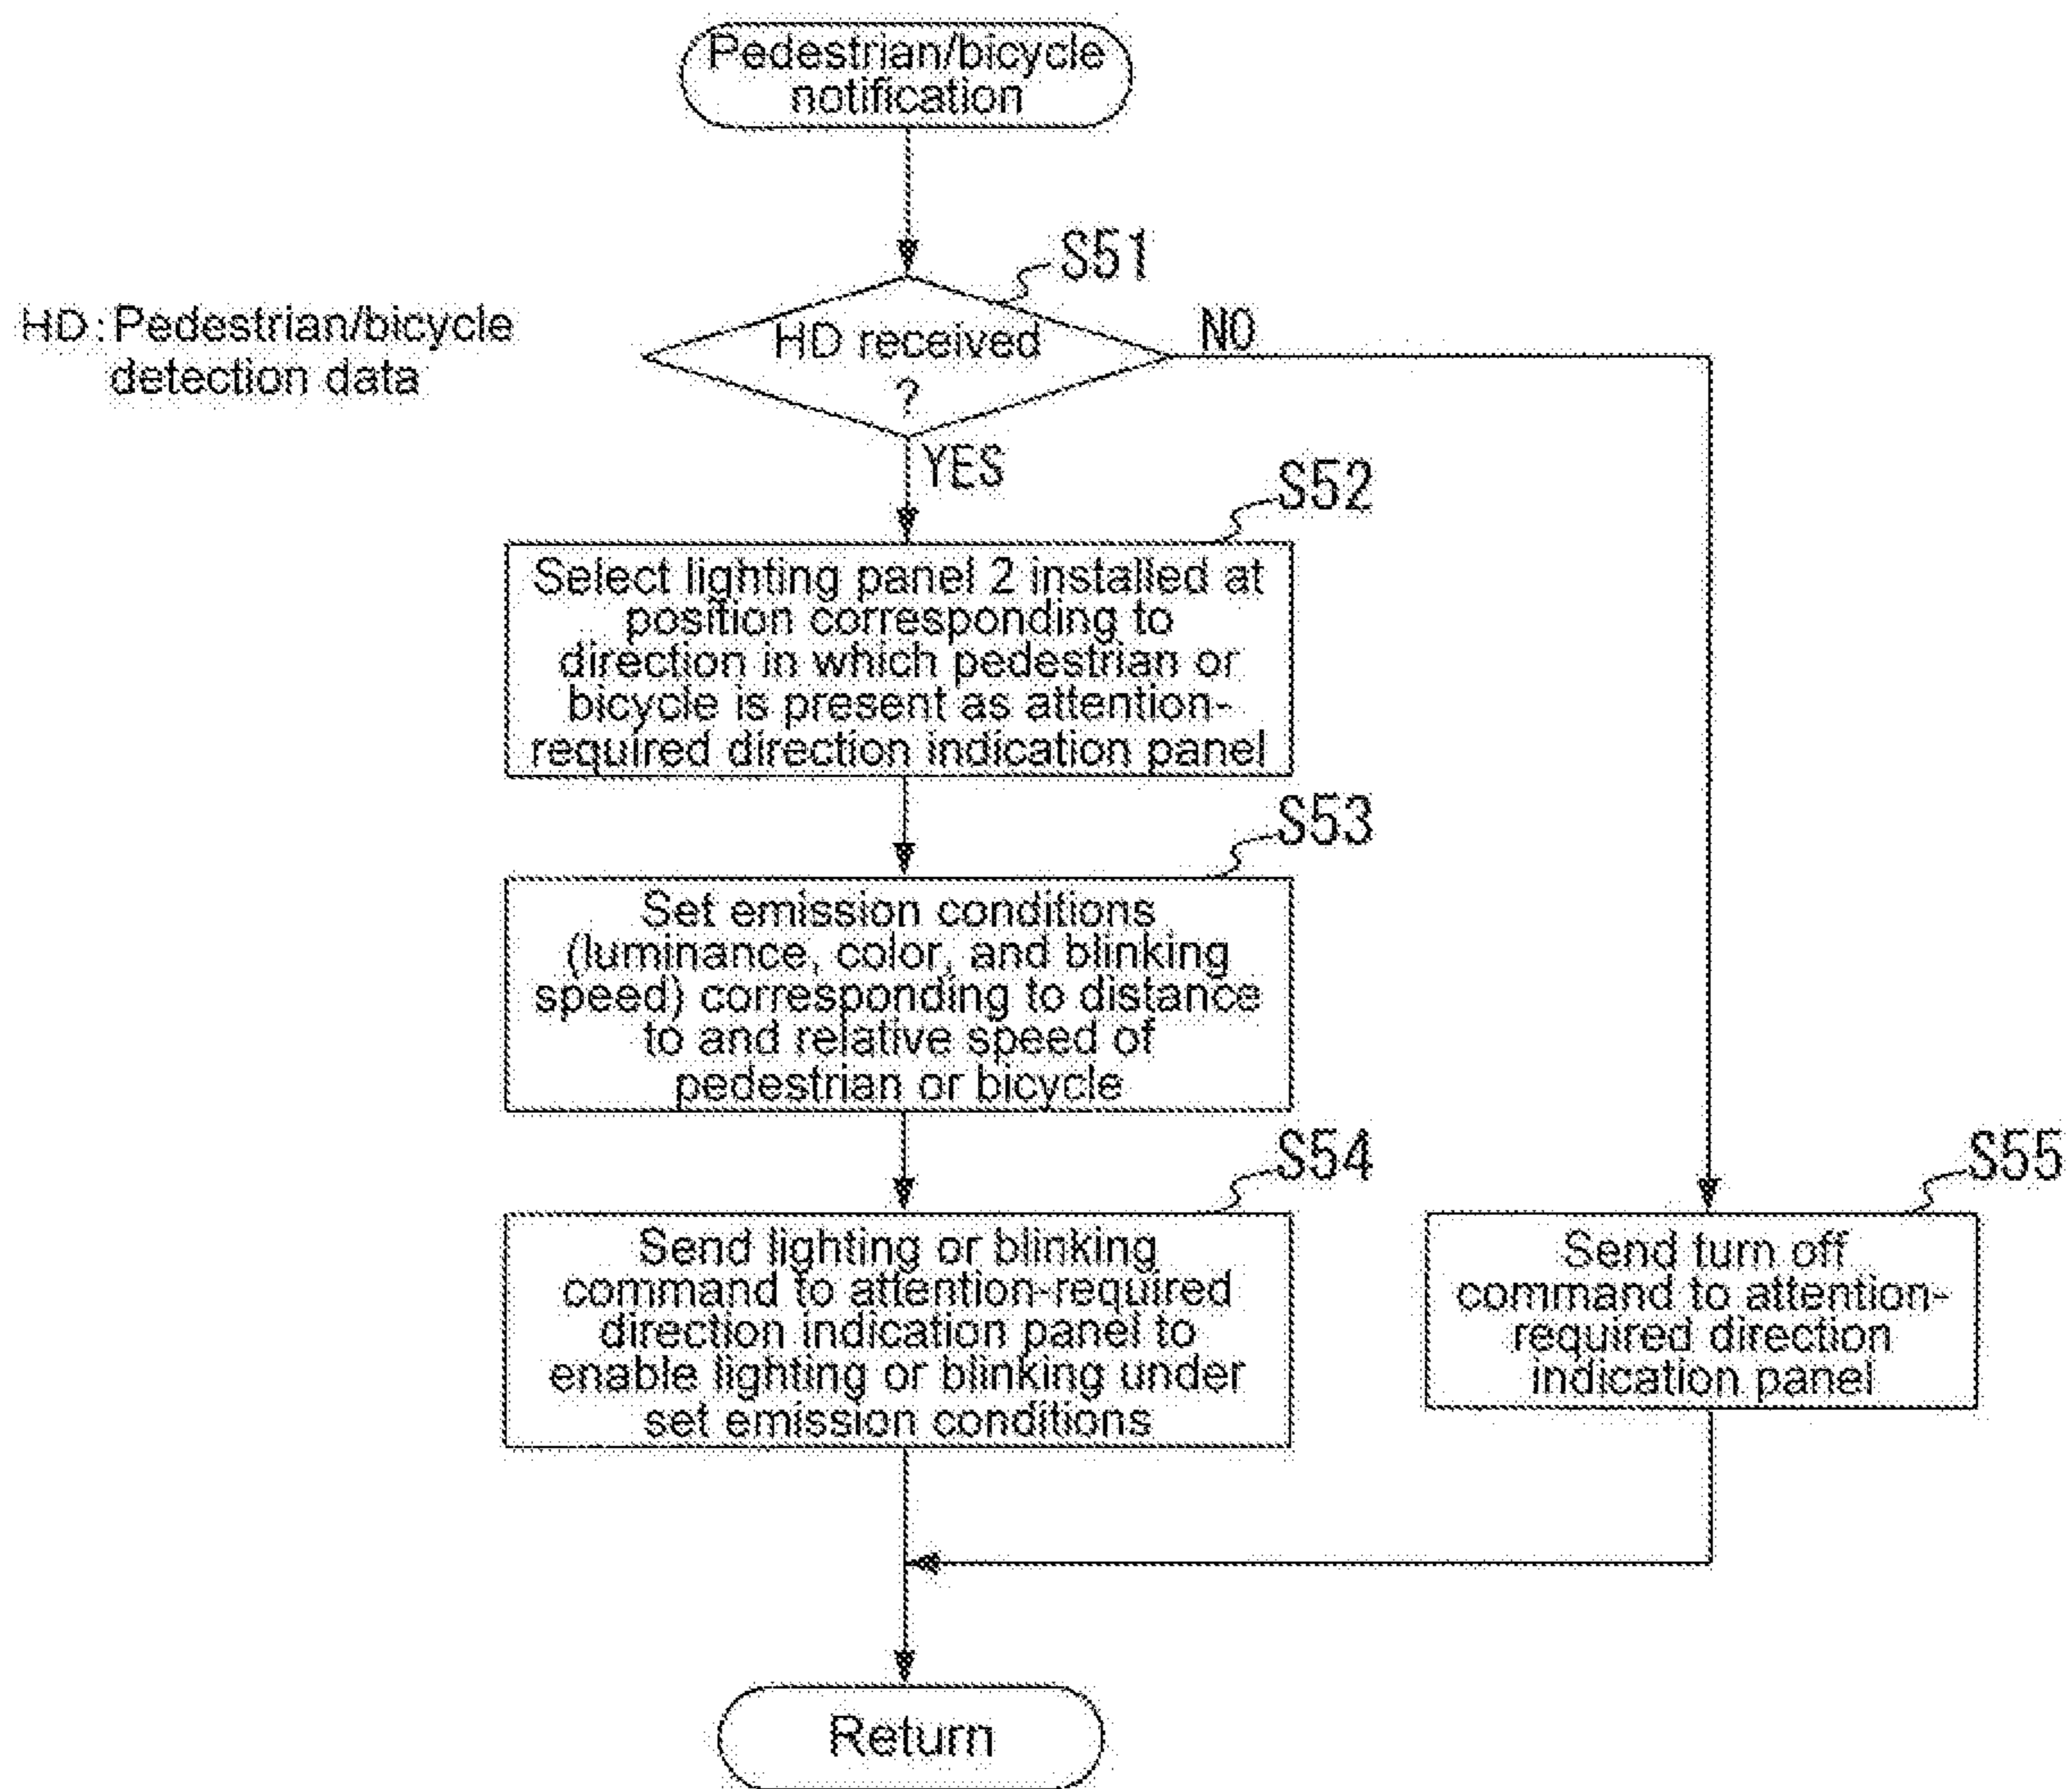 Pedestrian/bicycle
notification
S51
HD:Pedestrian/bicycle
detection data
HD received
?
NO
YES
S52
Select lighting panel 2 installed at
position corresponding to
direction in which pedestrian or
bicycle is present as attention-
required direction indication panel
S53
Set emission conditions
(luminance, color, and blinking
speed) corresponding to distance
to and relative speed of
pedestrian or bicycle
S54
Send lighting or blinking
command to attention-required
direction indication panel to
enable lighting or blinking under
set emission conditions
S55
Send turn off
command to attention-
required direction
indication panel
Return